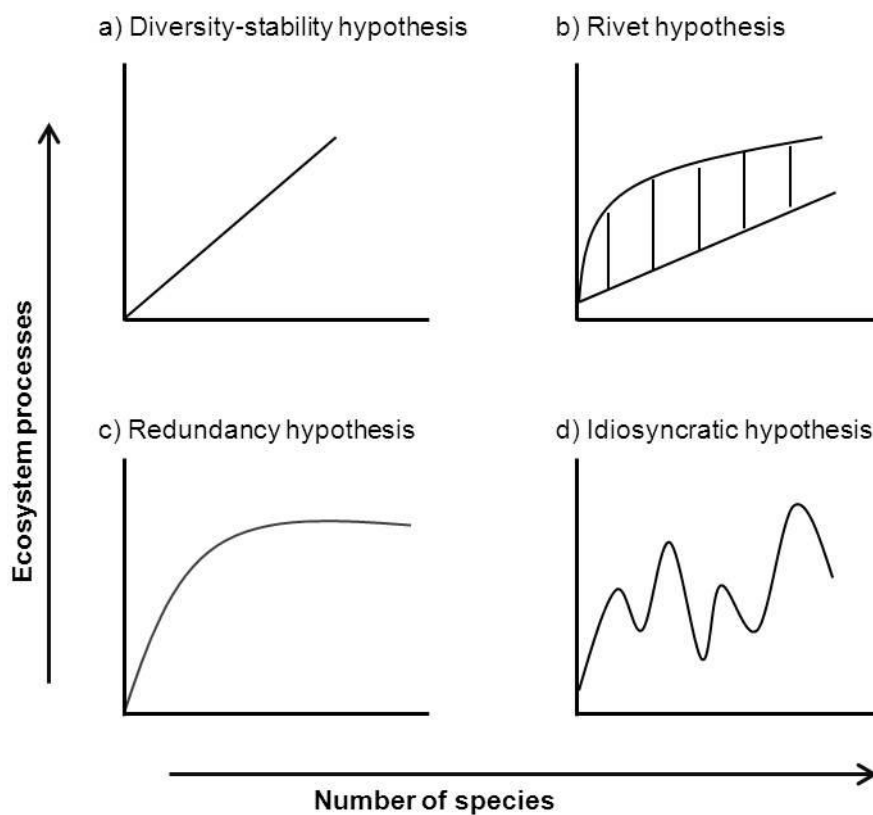 a) Diversity-stability hypothesis
b) Rivet hypothesis
Ecosystem processes
c) Redundancy hypothesis
d) Idiosyncratic hypothesis
Number of species